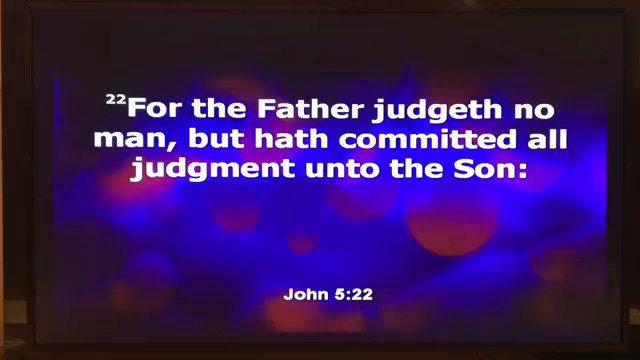 22For the Father judgeth no
man, but hath committed all
judgment unto the Son:
John 5:22